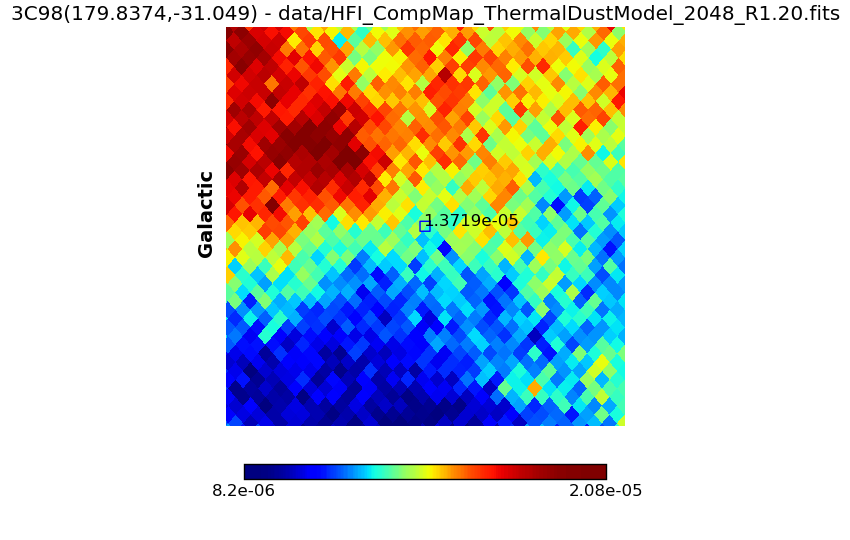 3C98(179.8374,-31.049) - data/HFI_CompMap_ThermalDustModel_2048_R1.20.fits
Galactic
1.3719e-05
8.2e-06
2.08e-05